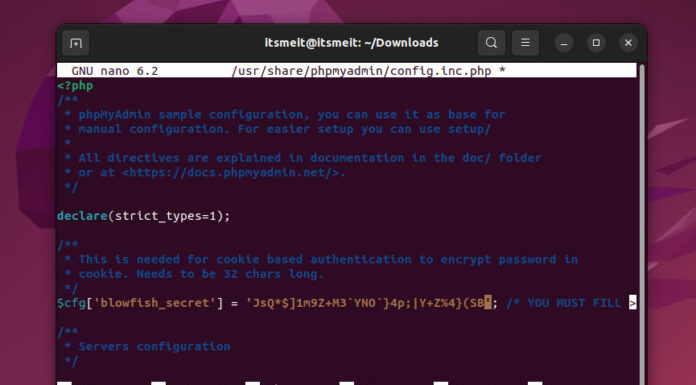 itsmeit@itsmeit: ~/Downloads
GNU nano 6.2 /usr/share/phpmyadmin/config.inc.php *
<?php
/**
* phpMyAdmin sample configuration, you can use it as base for
* manual configuration. For easier setup you can use setup/
*
* All directives are explained in documentation in the doc/ folder
* or at <https://docs.phpmyadmin.net/>.
*/
declare(strict_types=1);
/**
* This is needed for cookie based authentication to encrypt password in
* cookie. Needs to be 32 chars long.
*/
$cfg['blowfish_secret'] = 'JsQ*$]1m9Z+M3`YNO`}4p;|Y+Z%4}(SB'; /* YOU MUST FILL >
/**
* Servers configuration
*/